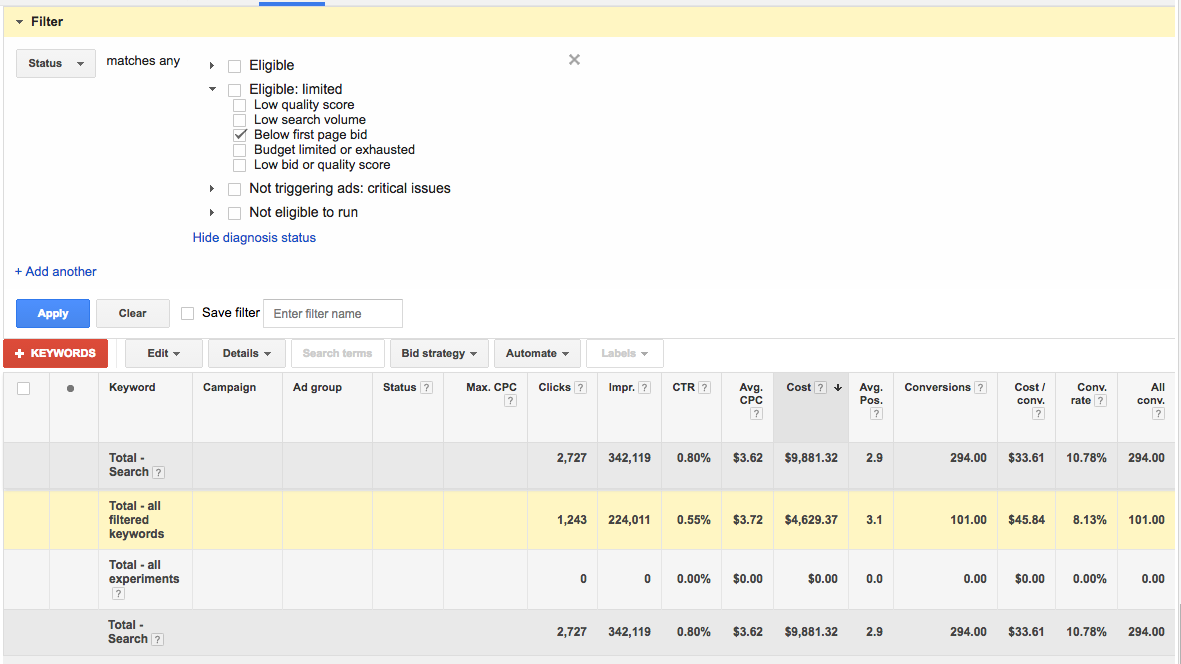 Filter
Status matches any
Eligible
Eligible: limited
Low quality score
Low search volume
Below first page bid
Budget limited or exhausted
Low bid or quality score
Not triggering ads: critical issues
Not eligible to run
Hide diagnosis status
+ Add another
Apply Clear Save filter Enter filter name
+ KEYWORDS Edit Details Search terms Bid strategy Automate Labels
Keyword Campaign Ad group Status ? Max. CPC ? Clicks ? Impr. ? CTR ? Avg. CPC ? Cost ? Avg. Pos. ? Conversions ? Cost / conv. ? Conv. rate ? All conv. ?
Total - Search ? 2,727 342,119 0.80% $3.62 $9,881.32 2.9 294.00 $33.61 10.78% 294.00
Total - all filtered keywords 1,243 224,011 0.55% $3.72 $4,629.37 3.1 101.00 $45.84 8.13% 101.00
Total - all experiments ? 0 0 0.00% $0.00 $0.00 0.0 0.00 $0.00 0.00% 0.00
Total - Search ? 2,727 342,119 0.80% $3.62 $9,881.32 2.9 294.00 $33.61 10.78% 294.00